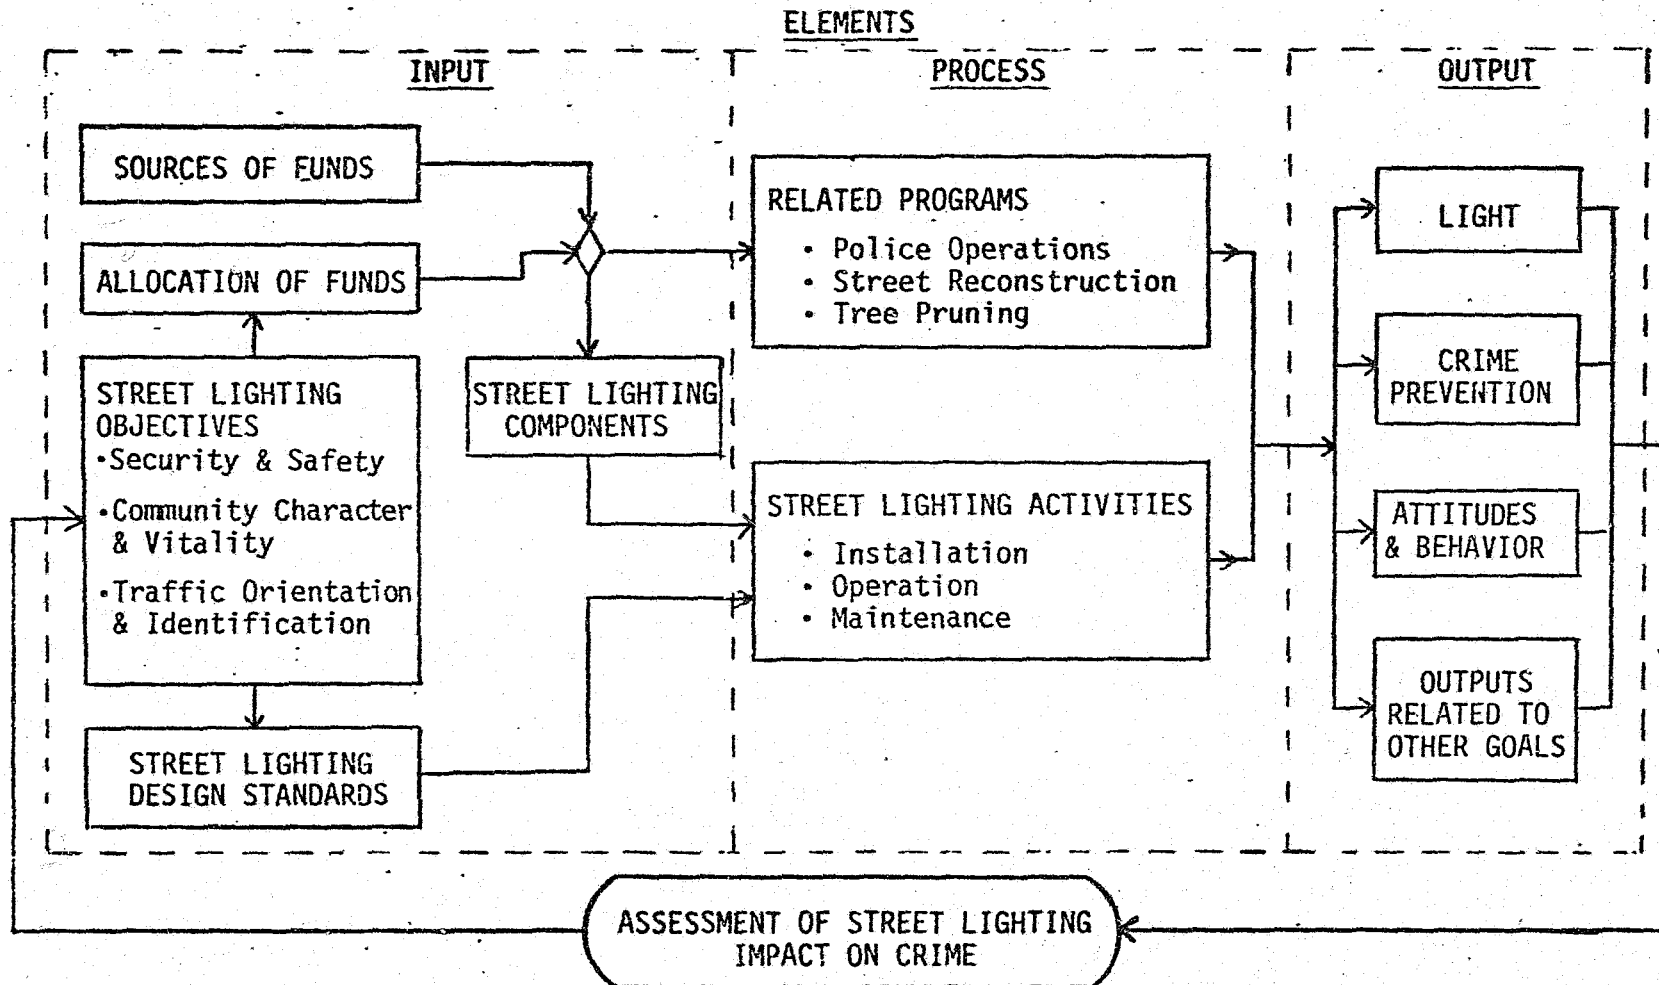 ELEMENTS
INPUT
PROCESS
OUTPUT
SOURCES OF FUNDS
ALLOCATION OF FUNDS
STREET LIGHTING
OBJECTIVES
•Security & Safety
•Community Character
& Vitality
•Traffic Orientation
& Identification
STREET LIGHTING
DESIGN STANDARDS
STREET LIGHTING
COMPONENTS
RELATED PROGRAMS
• Police Operations
• Street Reconstruction
• Tree Pruning
STREET LIGHTING ACTIVITIES
• Installation
• Operation
• Maintenance
LIGHT
CRIME
PREVENTION
ATTITUDES
& BEHAVIOR
OUTPUTS
RELATED TO
OTHER GOALS
ASSESSMENT OF STREET LIGHTING
IMPACT ON CRIME